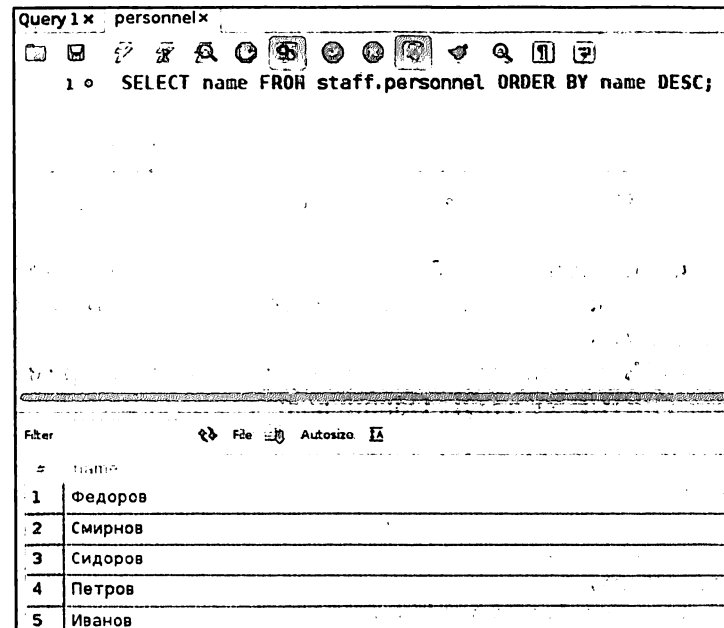 Query 1 × personnel ×
1 SELECT name FROM staff.personnel ORDER BY name DESC;
Filter File Autosize
# name
1 Федоров
2 Смирнов
3 Сидоров
4 Петров
5 Иванов